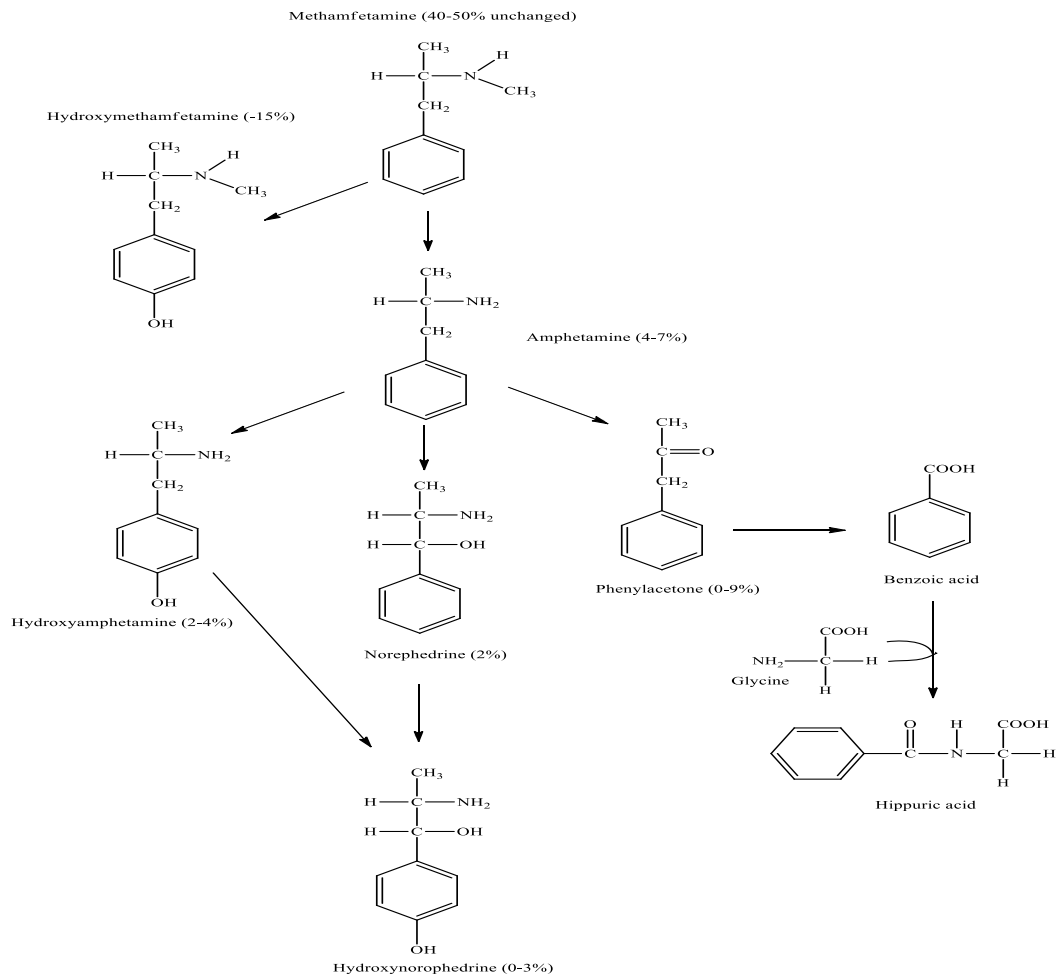 Methamfetamine (40-50% unchanged)
CH3
H
H
C
N
CH3
CH2
Hydroxymethamfetamine (-15%)
CH3
H
H
C
N
CH3
CH2
OH
CH3
H
C
NH2
CH2
Amphetamine (4-7%)
CH3
H
C
NH2
CH2
OH
Hydroxyamphetamine (2-4%)
CH3
H
C
NH2
H
C
OH
Norephedrine (2%)
CH3
C
O
CH2
Phenylacetone (0-9%)
COOH
Benzoic acid
COOH
NH2
C
H
H
Glycine
O
H
COOH
C
N
C
H
H
Hippuric acid
CH3
H
C
NH2
H
C
OH
OH
Hydroxynorophedrine (0-3%)